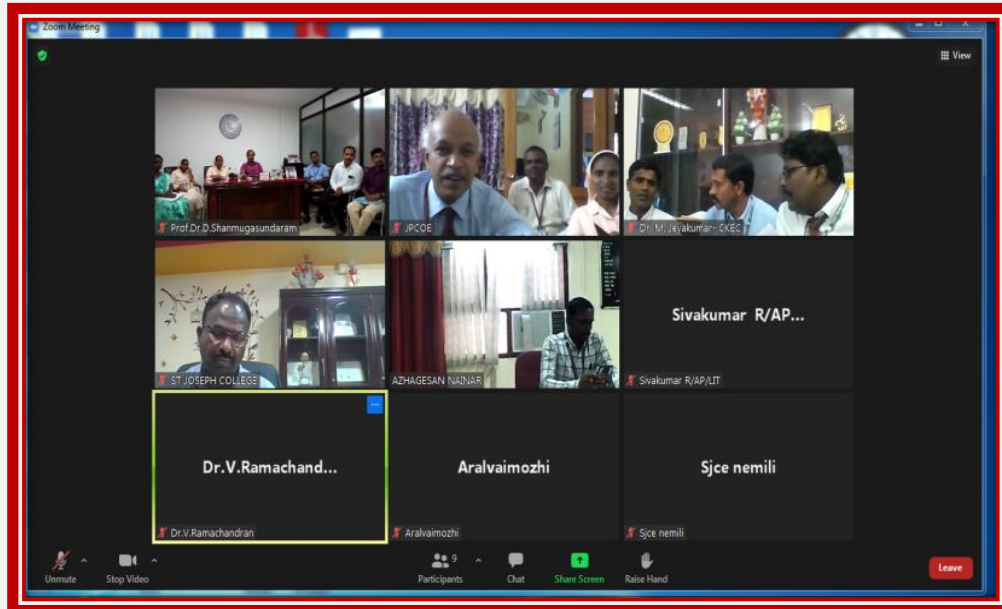 Zoom Meeting
View
Prof.Dr.D.Shanmugasundaram
JPCOE
Dr. M. Jeyakumar- CKEC
ST JOSEPH COLLEGE
AZHAGESAN NAINAR
Sivakumar R/AP...
Sivakumar R/AP/LIT
Dr.V.Ramachand...
Dr.V.Ramachandran
Aralvaimozhi
Aralvaimozhi
Sjce nemili
Sjce nemili
Unmute
Stop Video
9
Participants
Chat
Share Screen
Raise Hand
Leave